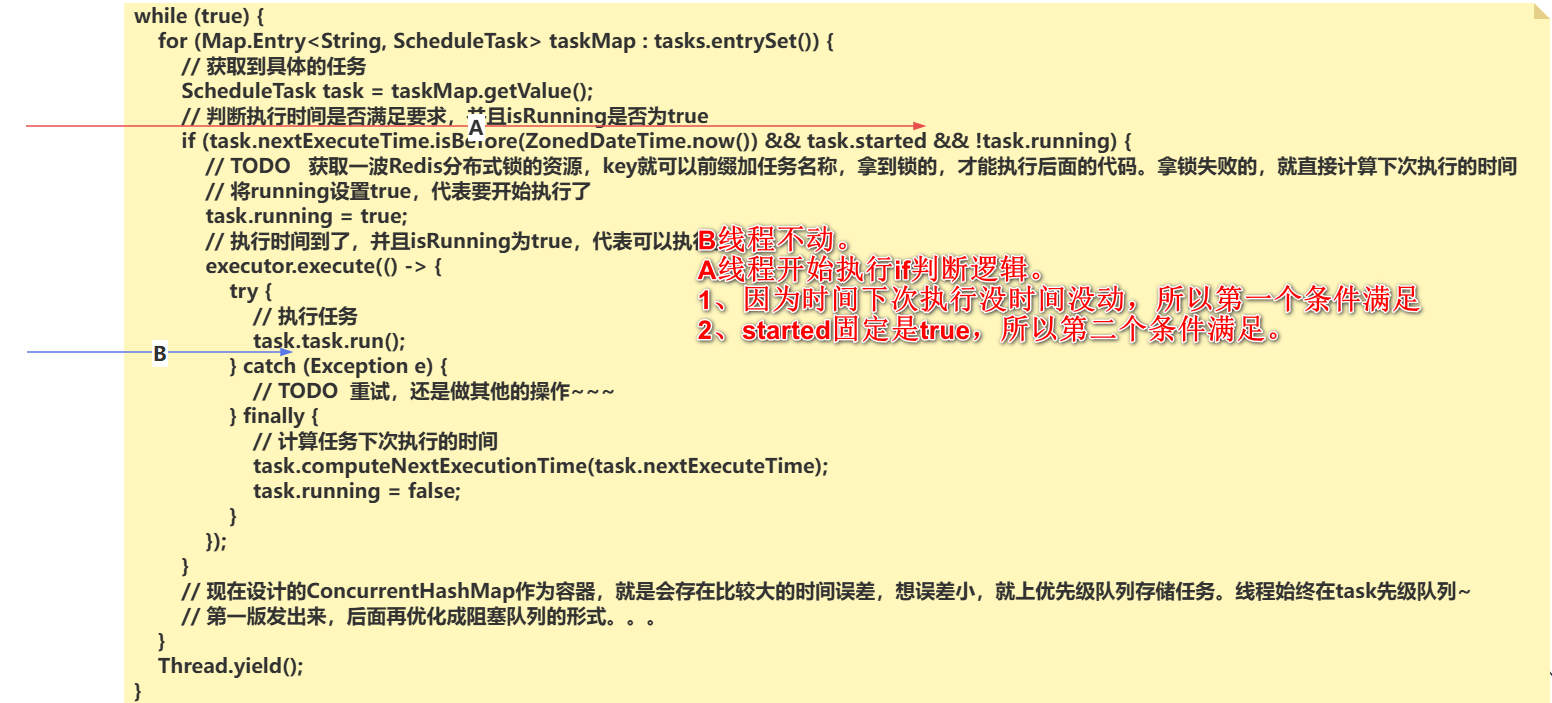 while (true) {
for (Map.Entry<String, ScheduleTask> taskMap : tasks.entrySet()) {
// 获取到具体的任务
ScheduleTask task = taskMap.getValue();
// 判断执行时间是否满足要求，并且isRunning是否为true
A
if (task.nextExecuteTime.isBefore(ZonedDateTime.now()) && task.started && !task.running) {
// TODO 获取一波Redis分布式锁的资源，key就可以前缀加任务名称，拿到锁的，才能执行后面的代码。拿锁失败的，就直接计算下次执行的时间
// 将running设置true，代表要开始执行了
task.running = true;
// 执行时间到了，并且isRunning为true，代表可以执行
B线程不动。
executor.execute(() -> {
A线程开始执行if判断逻辑。
try {
1、因为时间下次执行没时间没动，所以第一个条件满足
// 执行任务
2、started固定是true，所以第二个条件满足。
task.task.run();
B
} catch (Exception e) {
// TODO 重试，还是做其他的操作~~~
} finally {
// 计算任务下次执行的时间
task.computeNextExecutionTime(task.nextExecuteTime);
task.running = false;
}
});
}
// 现在设计的ConcurrentHashMap作为容器，就是会存在比较大的时间误差，想误差小，就上优先级队列存储任务。线程始终在task先级队列~
// 第一版发出来，后面再优化成阻塞队列的形式。。。
}
Thread.yield();
}